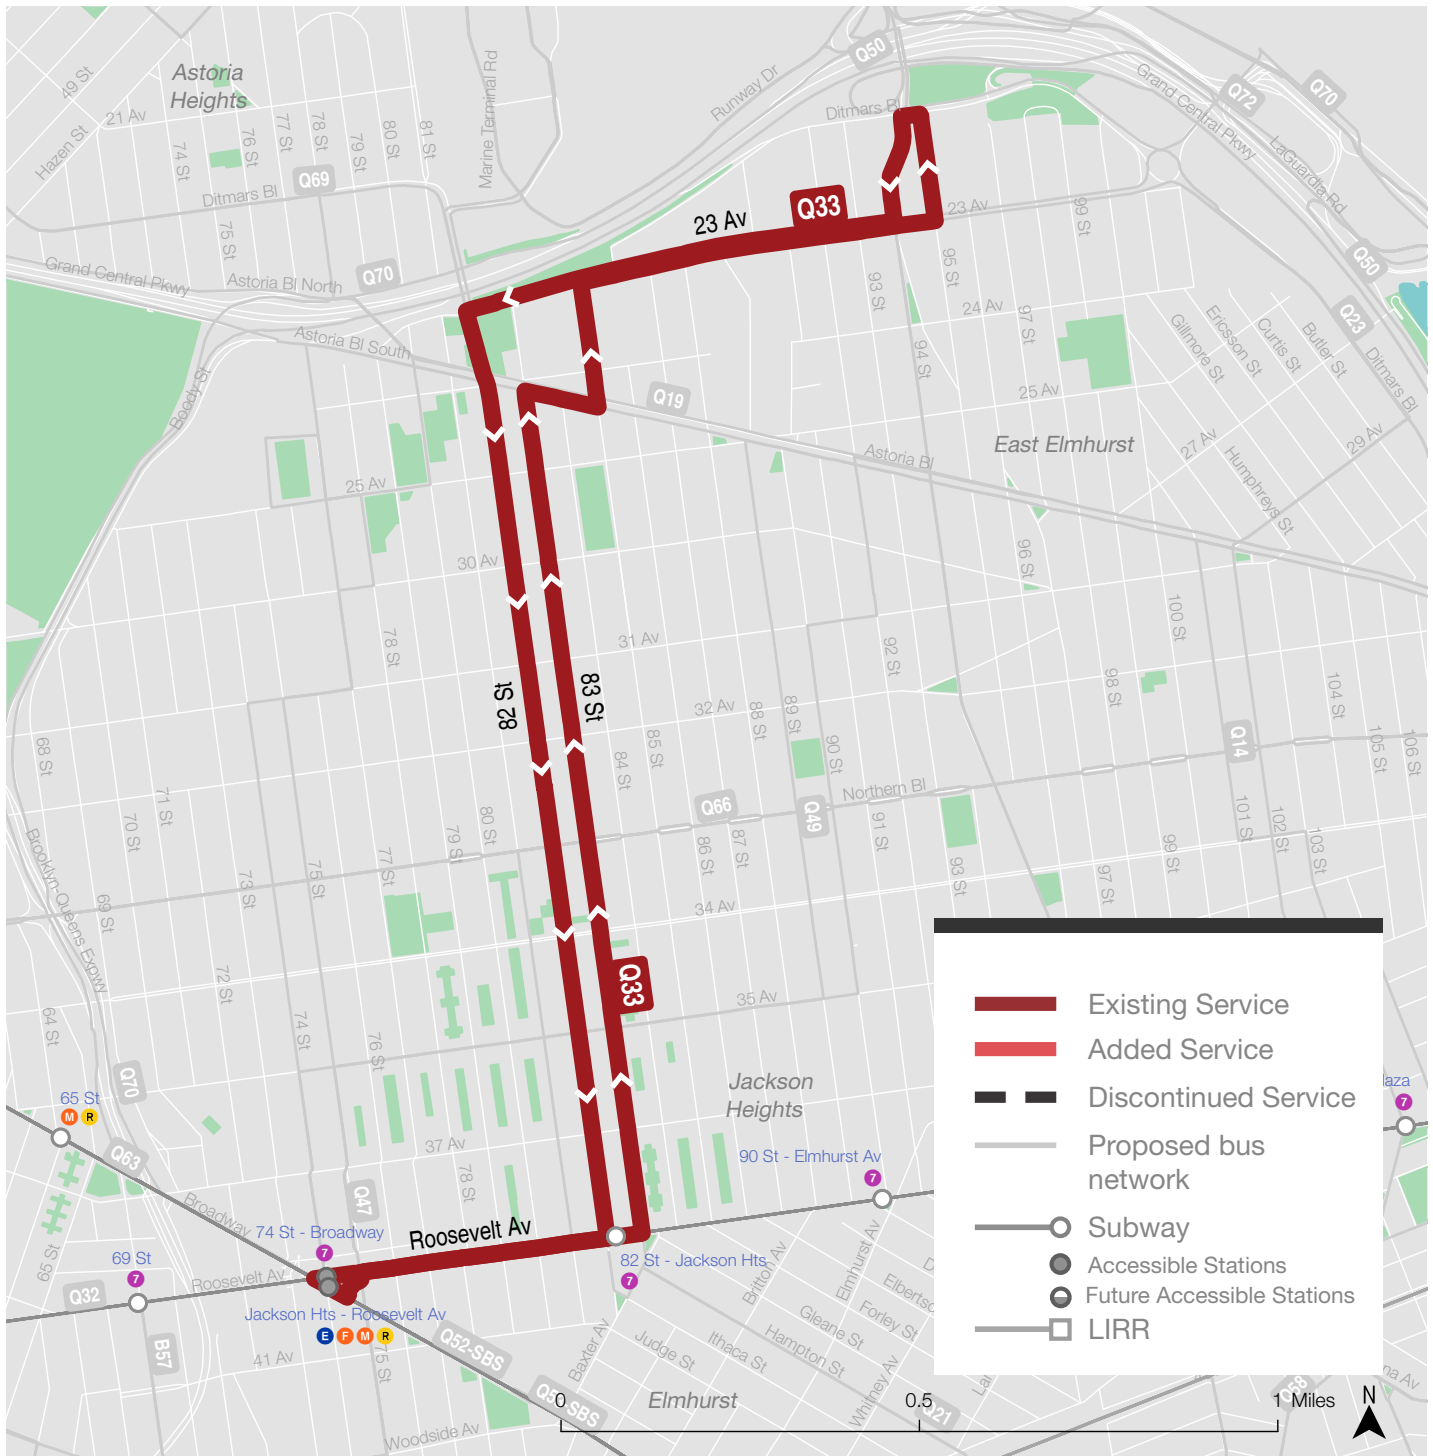 Astoria
Heights
49 St
21 Av
Hazen St
74 St
76 St
77 St
78 St
79 St
80 St
81 St
Marine Terminal Rd
Runway Dr
Q50
Ditmars Bl
Grand Central Pkwy
Q72
Q70
LaGuardia Rd
Q69
Ditmars Bl
75 St
Grand Central Pkwy
Astoria Bl North
Q70
Astoria Bl South
Boody St
23 Av
Q33
23 Av
99 St
95 St
93 St
24 Av
97 St
94 St
Q50
Q23
Gilmore St
Ericsson St
Curtis St
Butler St
Ditmars Bl
25 Av
Q19
Astoria Bl
East Elmhurst
27 Av
29 Av
Humphreys St
25 Av
30 Av
96 St
100 St
78 St
31 Av
92 St
98 St
104 St
82 St
83 St
32 Av
88 St
89 St
90 St
84 St
85 St
Q14
105 St
106 St
68 St
71 St
70 St
Northern Bl
Q66
Q49
91 St
86 St
87 St
80 St
79 St
77 St
75 St
73 St
101 St
102 St
103 St
99 St
97 St
93 St
Brooklyn-Queens Expwy
69 St
34 Av
72 St
Q33
35 Av
64 St
74 St
76 St
Q70
Jackson
Heights
65 St
M R
Q63
37 Av
78 St
90 St - Elmhurst Av
7
laza
7
Broadway
Q47
74 St - Broadway
7
Roosevelt Av
65 St
69 St
7
Roosevelt Av
Q32
82 St - Jackson Hts
7
Jackson Hts - Roosevelt Av
E F M R
B57
41 Av
75 St
Q52-SBS
Baxter Av
Britton Av
Elmhurst Av
Judge St
Ithaca St
Gleane St
Hampton St
Forley St
Whitney Av
Elmhurst
Woodside Av
Q21
Q58
na Av
Existing Service
Added Service
Discontinued Service
Proposed bus
network
Subway
Accessible Stations
Future Accessible Stations
LIRR
0 0.5 1 Miles
N